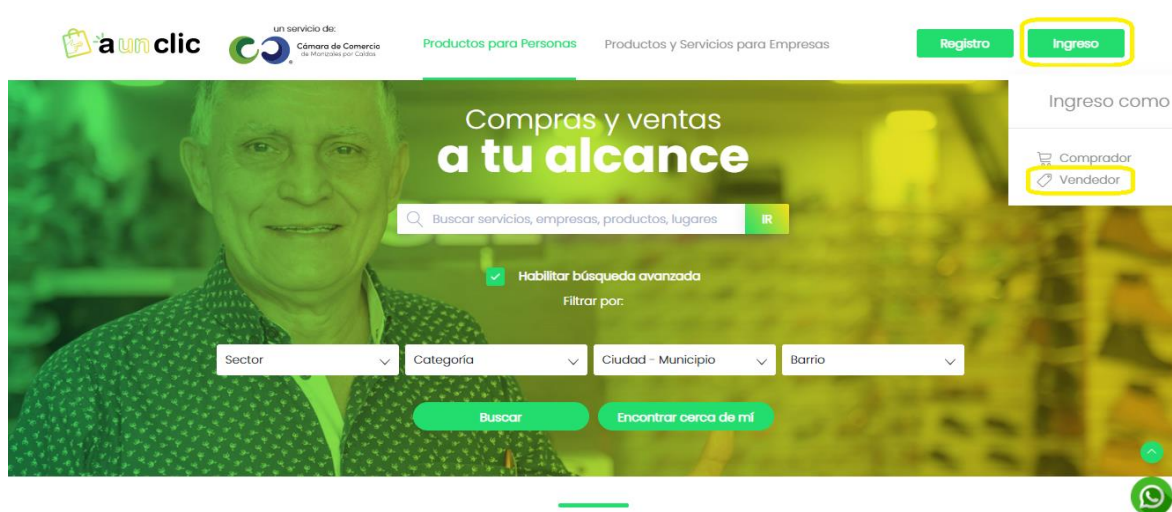 a un clic
un servicio de:
Cámara de Comercio
de Manizales por Caldas
Productos para Personas
Productos y Servicios para Empresas
Registro
Ingreso
Ingreso como
Comprador
Vendedor
Compras y ventas
a tu alcance
Buscar servicios, empresas, productos, lugares
IR
Habilitar búsqueda avanzada
Filtrar por:
Sector
Categoría
Ciudad - Municipio
Barrio
Buscar
Encontrar cerca de mí